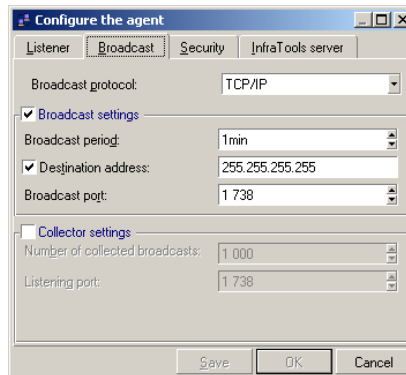 Configure the agent
Listener Broadcast Security InfraTools server
Broadcast protocol: TCP/IP
Broadcast settings
Broadcast period: 1min
Destination address: 255.255.255.255
Broadcast port: 1 738
Collector settings
Number of collected broadcasts: 1 000
Listening port: 1 738
Save OK Cancel